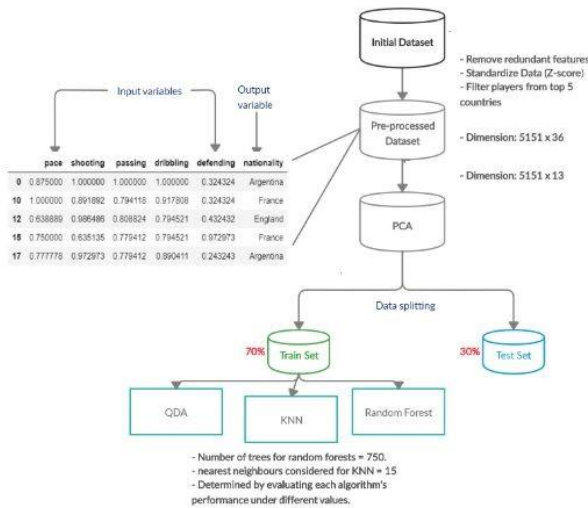 Initial Dataset
- Remove redundant features
- Standardize Data (Z-score)
- Filter players from top 5
countries
Input variables
Output
variable
Pre-processed
Dataset
- Dimension: 5151 x 36
pace shooting passing dribbling defending nationality
0 0.875000 1.000000 1.000000 1.000000 0.324324 Argentina
10 1.000000 0.891892 0.794118 0.917808 0.324324 France
12 0.638889 0.986486 0.808824 0.794521 0.432432 England
15 0.750000 0.635135 0.779412 0.794521 0.972973 France
17 0.777778 0.972973 0.779412 0.890411 0.243243 Argentina
- Dimension: 5151 x 13
PCA
Data splitting
70%
Train Set
30%
Test Set
QDA
KNN
Random Forest
- Number of trees for random forests = 750.
- nearest neighbours considered for KNN = 15
- Determined by evaluating each algorithm's
performance under different values.